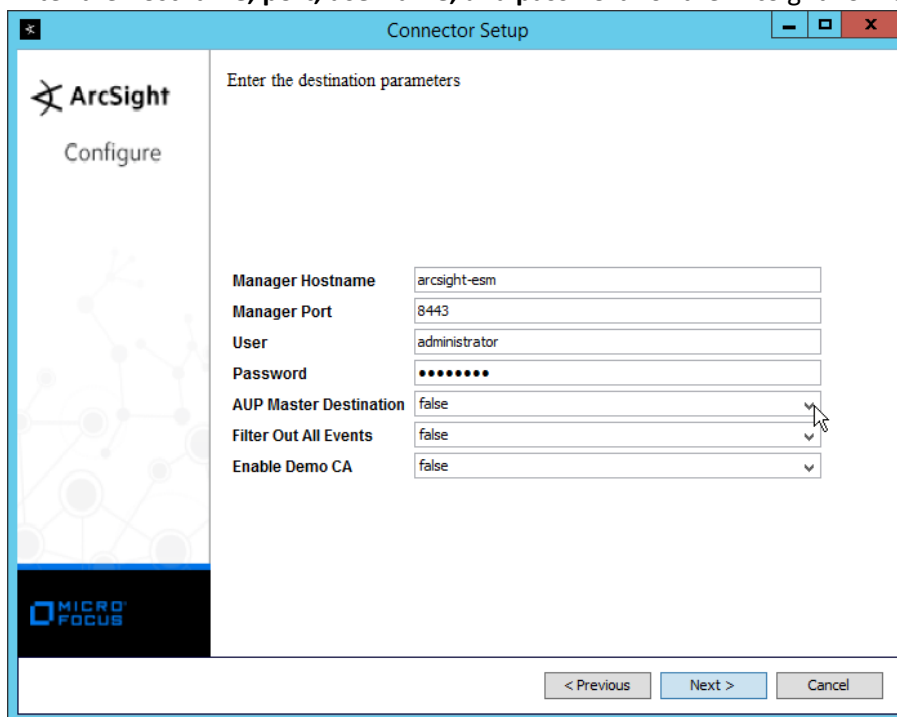 Connector Setup
ArcSight
Configure
Enter the destination parameters
Manager Hostname arcsight-esm
Manager Port 8443
User administrator
Password ••••••••
AUP Master Destination false
Filter Out All Events false
Enable Demo CA false
MICRO
FOCUS
< Previous Next > Cancel